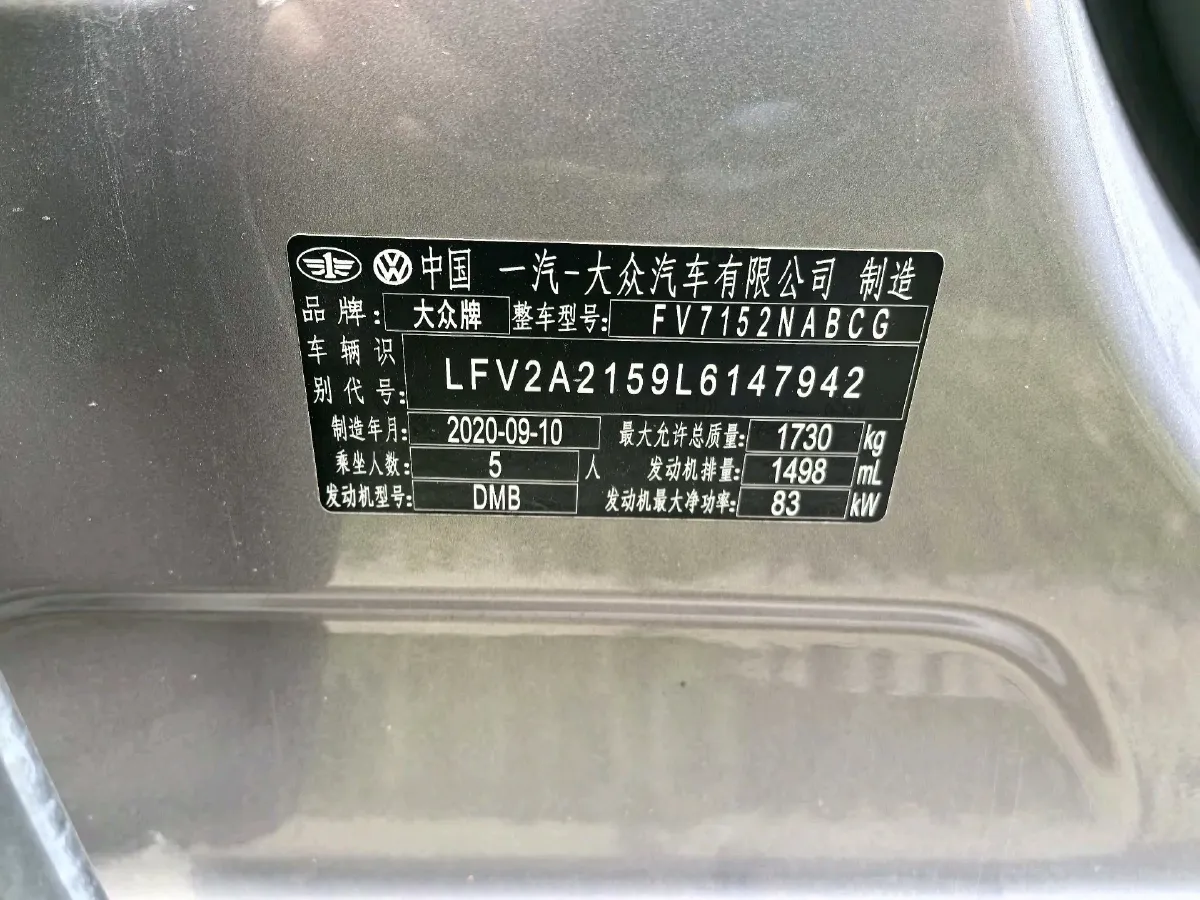 中国 一汽-大众汽车有限公司 制造
品牌: 大众牌 整车型号: FV7152NABCG
车辆识别代号: LFV2A2159L6147942
制造年月: 2020-09-10 最大允许总质量: 1730 kg
乘坐人数: 5 人 发动机排量: 1498 mL
发动机型号: DMB 发动机最大净功率: 83 kW